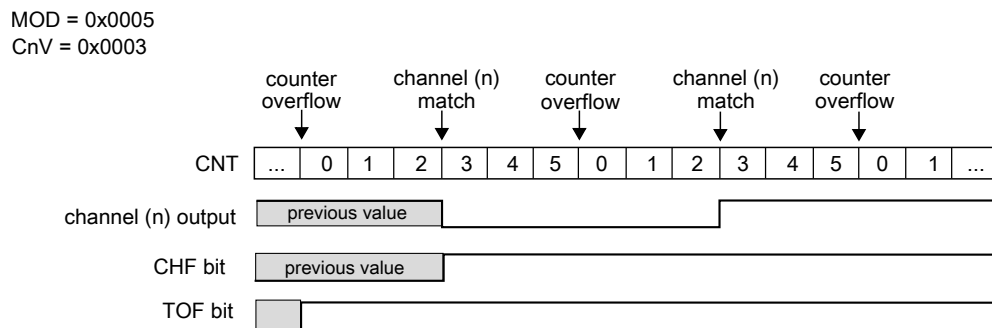 MOD = 0x0005
CnV = 0x0003
counter overflow
channel (n) match
counter overflow
channel (n) match
counter overflow
CNT ... 0 1 2 3 4 5 0 1 2 3 4 5 0 1 ...
channel (n) output previous value
CHF bit previous value
TOF bit